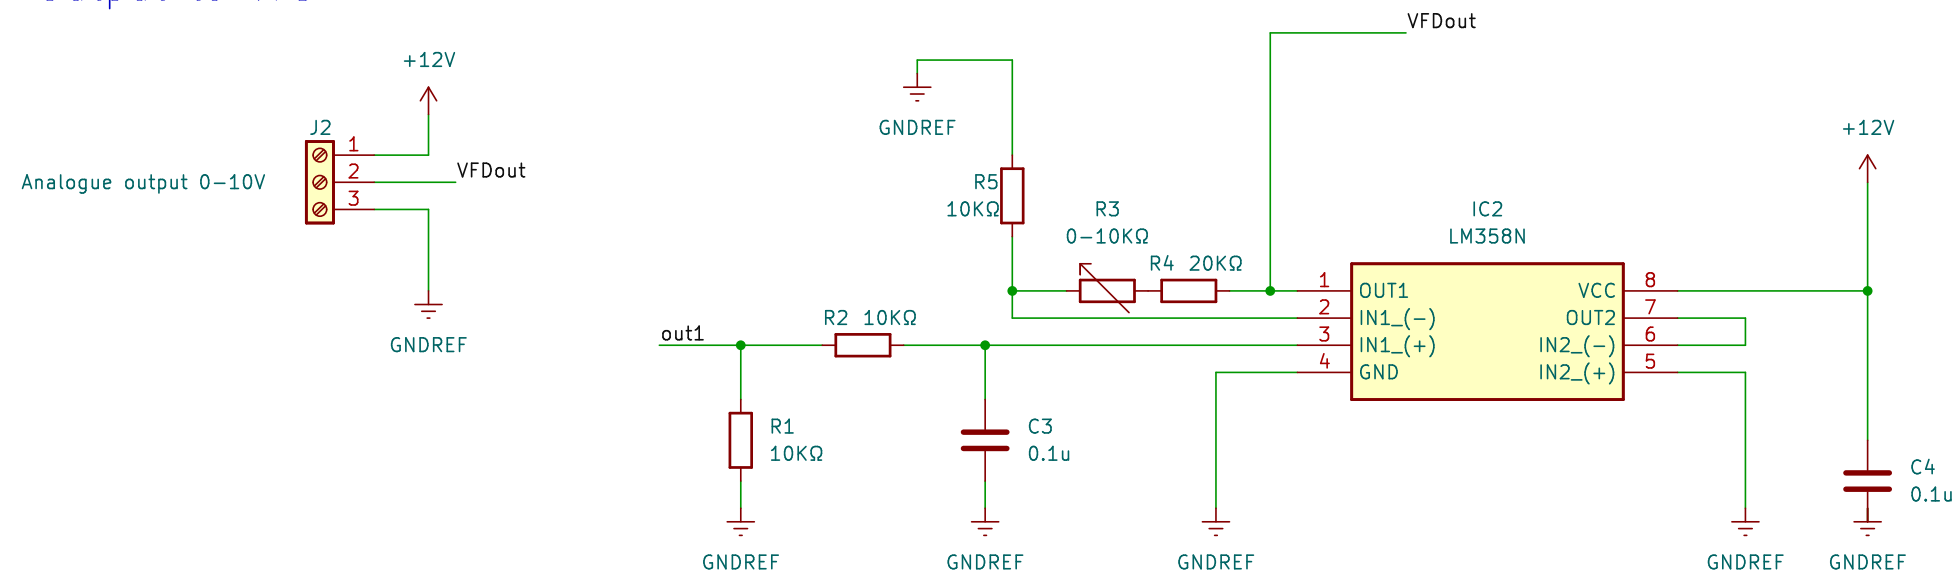 +12V
J2
1
2
3
VFDout
Analogue output 0-10V
GNDREF
VFDout
GNDREF
R5
10KΩ
R3
0-10KΩ
R4 20KΩ
out1
R2 10KΩ
R1
10KΩ
GNDREF
C3
0.1u
GNDREF
GNDREF
IC2
LM358N
1
OUT1
2
IN1_(-)
3
IN1_(+)
4
GND
VCC
8
OUT2
7
IN2_(-)
6
IN2_(+)
5
GNDREF
+12V
C4
0.1u
GNDREF